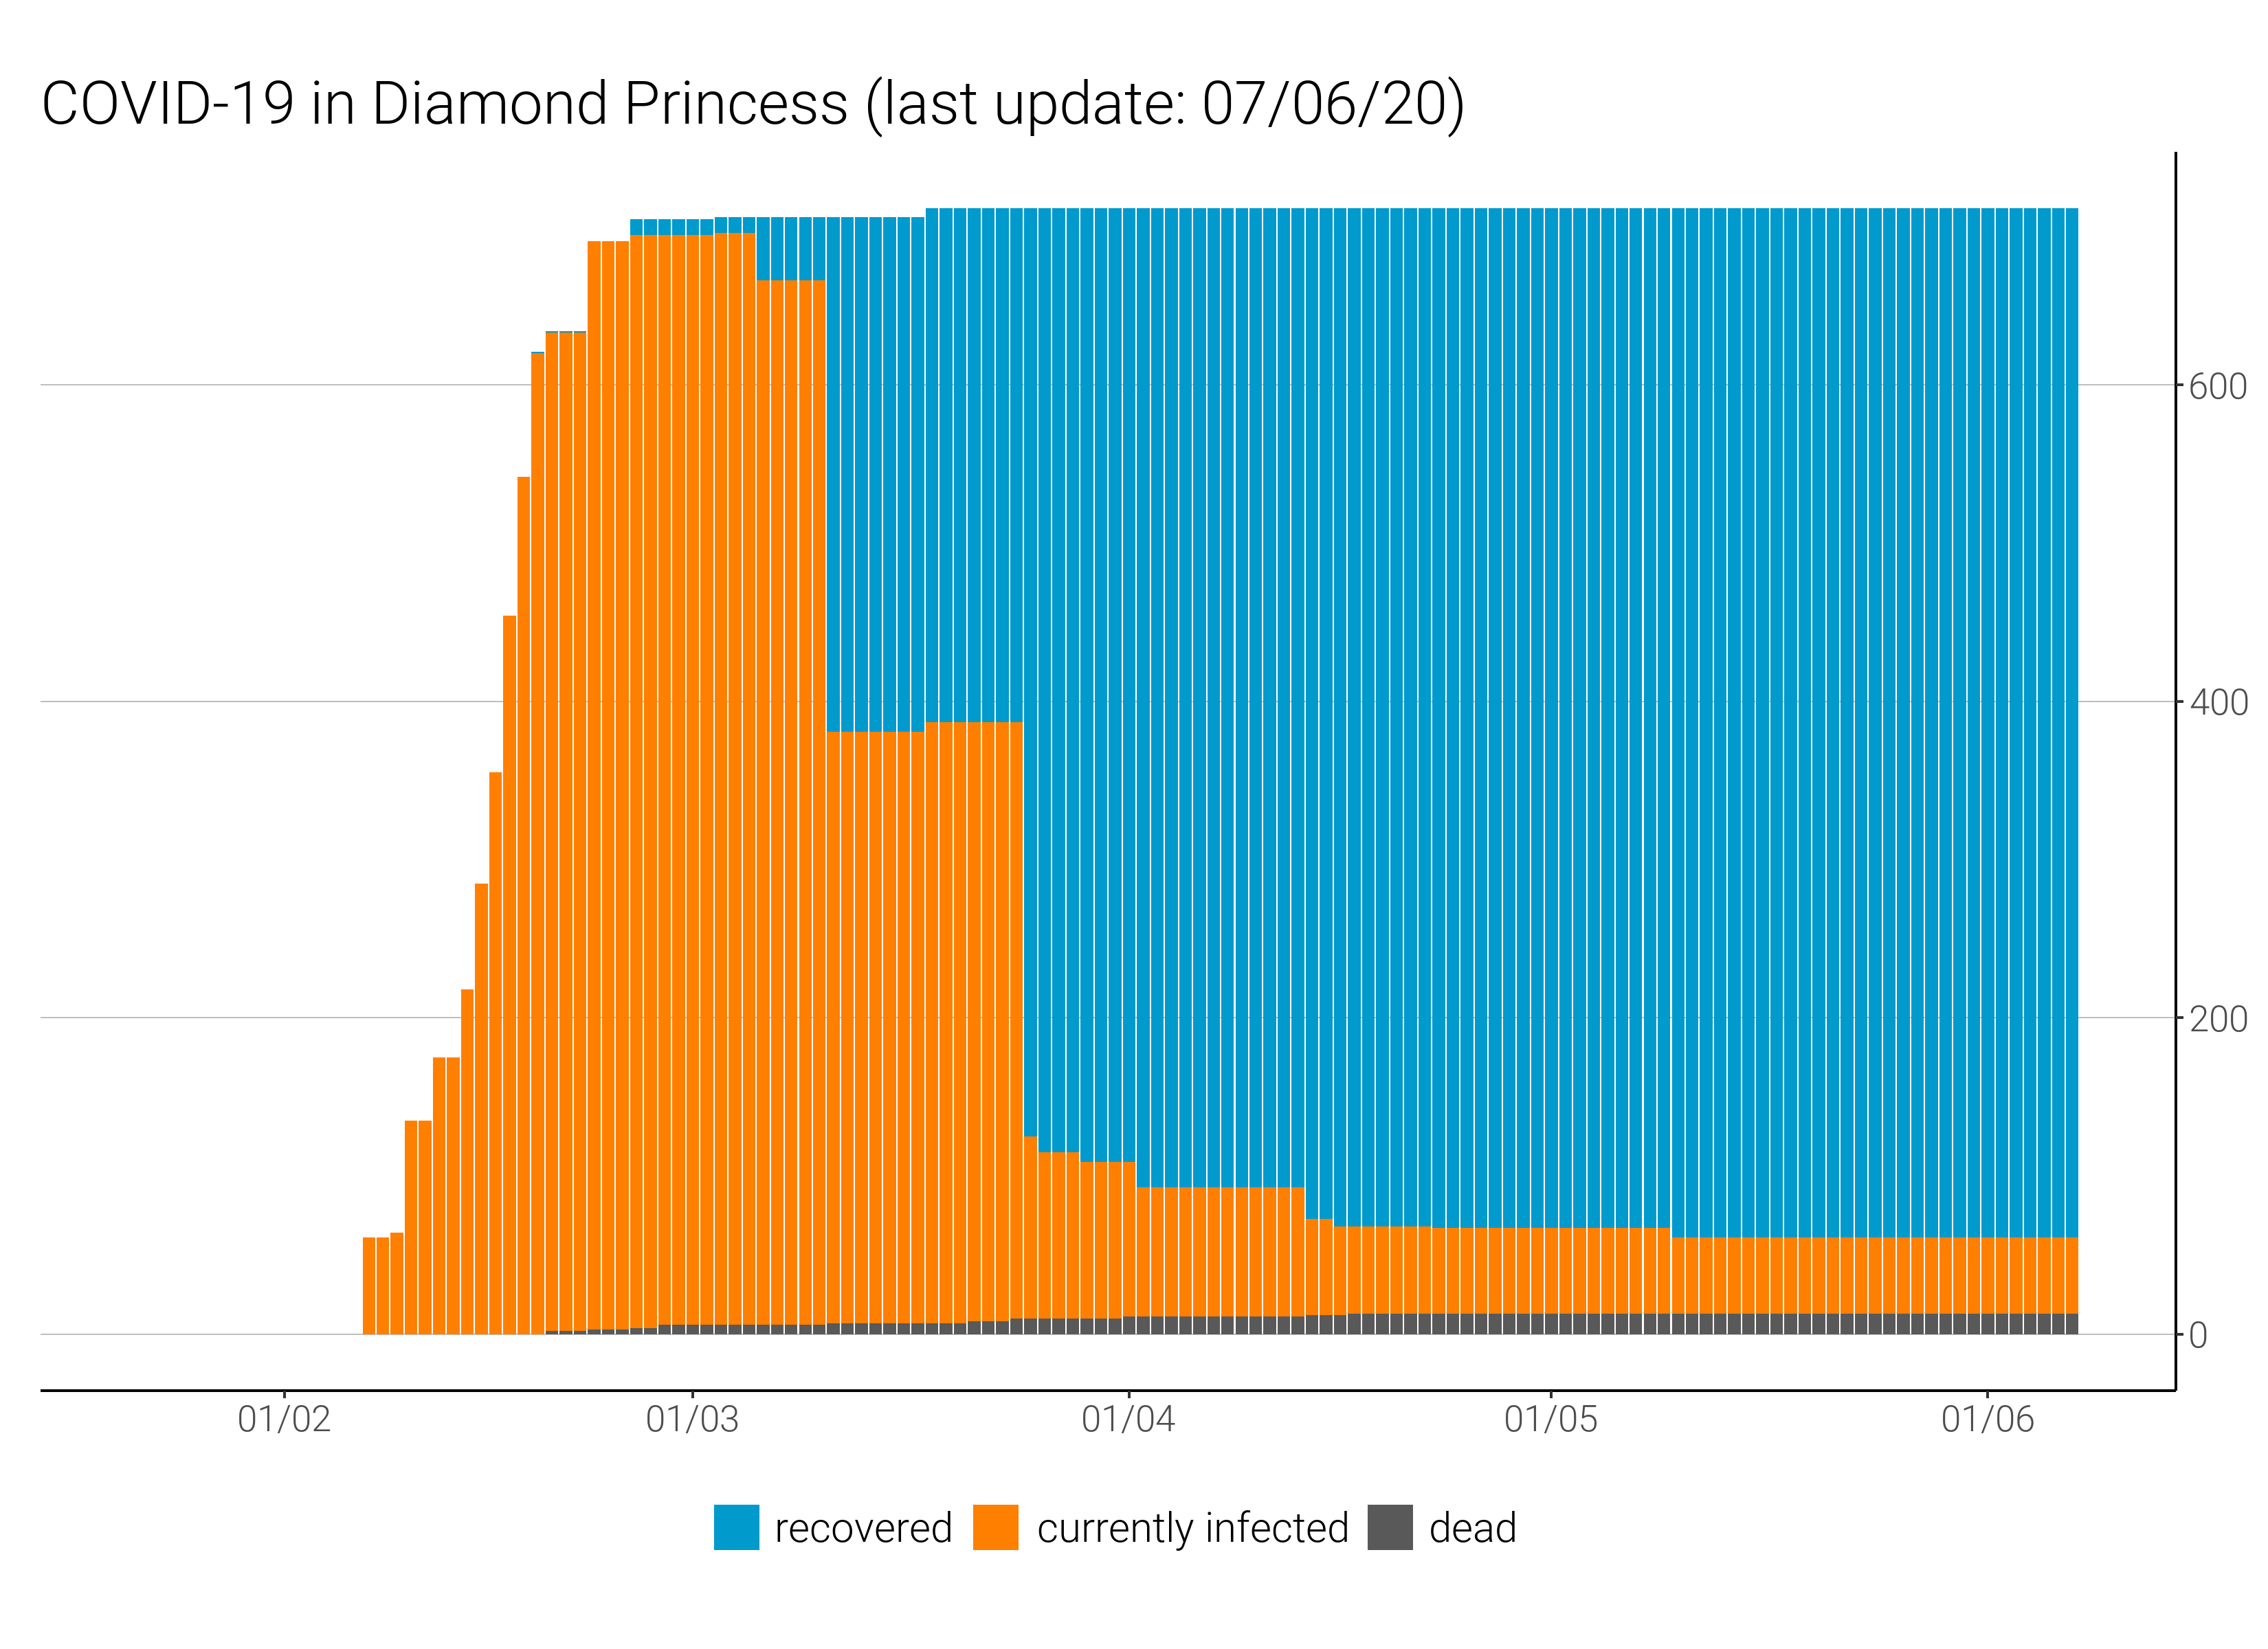 COVID-19 in Diamond Princess (last update: 07/06/20)
600
400
200
0
01/02 01/03 01/04 01/05 01/06
recovered currently infected dead